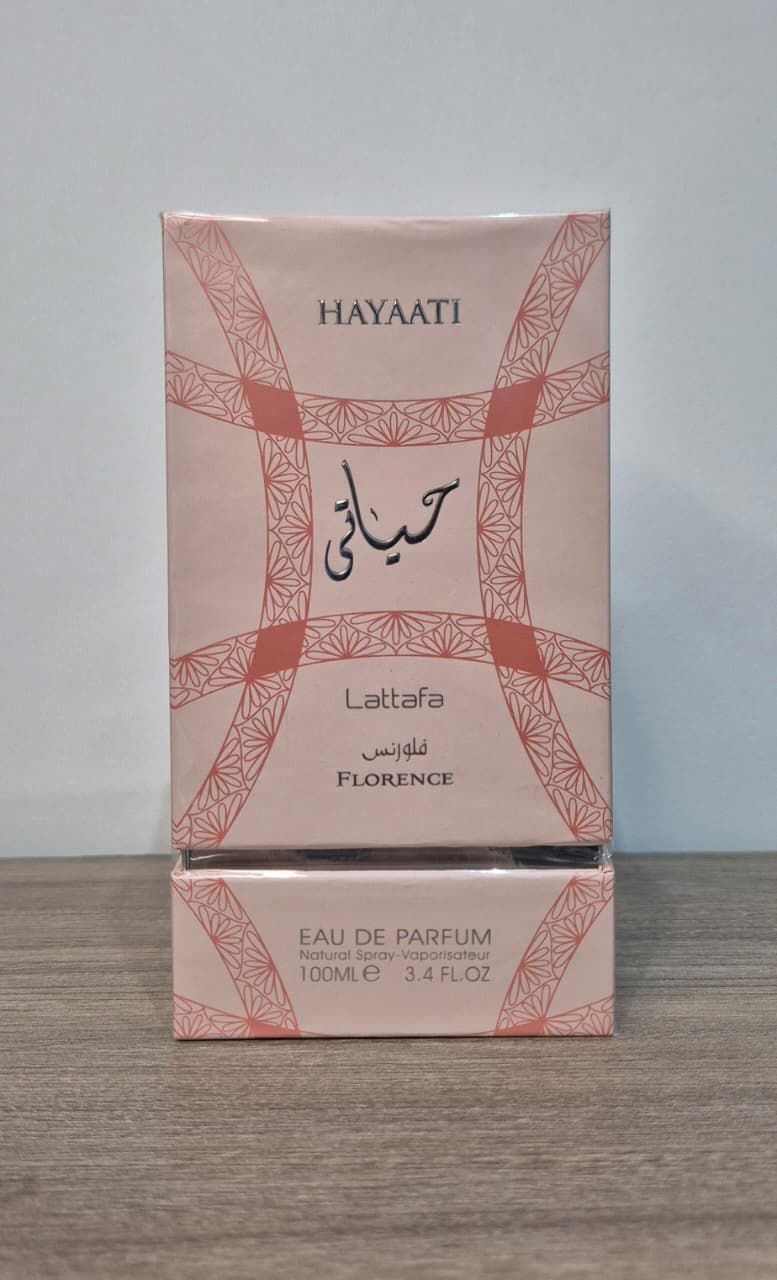 HAYAATI
حياتي
Lattafa
فلورنس
FLORENCE
EAU DE PARFUM
Natural Spray-Vaporisateur
100ML e 3.4 FL.OZ